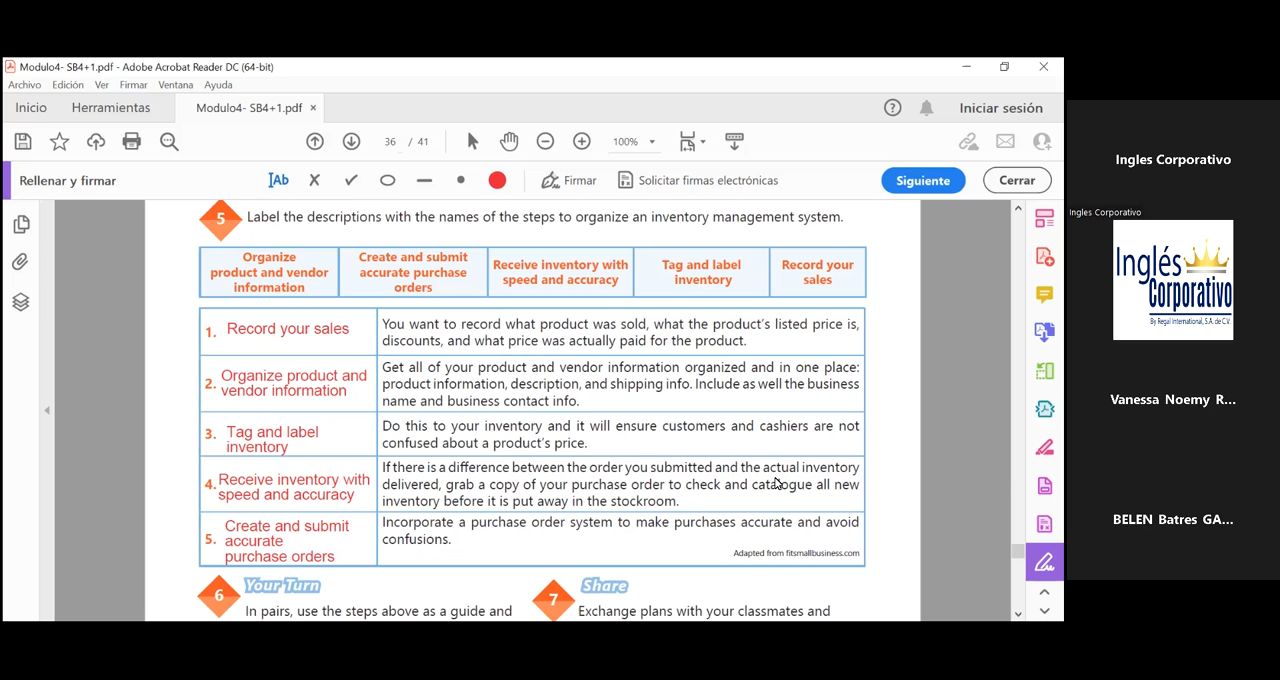 Modulo4- SB4+1.pdf - Adobe Acrobat Reader DC (64-bit)
Archivo Edición Ver Firmar Ventana Ayuda
Inicio Herramientas Modulo4- SB4+1.pdf × Iniciar sesión
36 / 41 100%
Rellenar y firmar Ab Firmar Solicitar firmas electrónicas Siguiente Cerrar
5 Label the descriptions with the names of the steps to organize an inventory management system.
Organize
product and vendor
information
Create and submit
accurate purchase
orders
Receive inventory with
speed and accuracy
Tag and label
inventory
Record your
sales
1. Record your sales
You want to record what product was sold, what the product's listed price is,
discounts, and what price was actually paid for the product.
2. Organize product and
vendor information
Get all of your product and vendor information organized and in one place:
product information, description, and shipping info. Include as well the business
name and business contact info.
3. Tag and label
inventory
Do this to your inventory and it will ensure customers and cashiers are not
confused about a product's price.
4. Receive inventory with
speed and accuracy
If there is a difference between the order you submitted and the actual inventory
delivered, grab a copy of your purchase order to check and catalogue all new
inventory before it is put away in the stockroom.
5. Create and submit
accurate
purchase orders
Incorporate a purchase order system to make purchases accurate and avoid
confusions.
Adapted from fitsmallbusiness.com
6 Your Turn
In pairs, use the steps above as a guide and
7 Share
Exchange plans with your classmates and
Ingles Corporativo
Ingles Corporativo
Inglés
Corporativo
By Regal International, S.A. de C.V.
Vanessa Noemy R...
BELEN Batres GA...